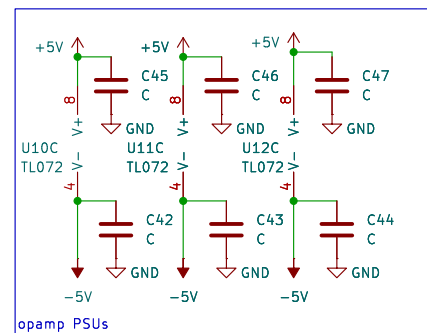 +5V +5V +5V
C45 C46 C47
C C C
8 8 8
GND GND GND
V+ V+ V+
U10C U11C U12C
TL072 TL072 TL072
V- V- V-
4 4 4
C42 C43 C44
C C C
GND GND GND
-5V -5V -5V
opamp PSUs